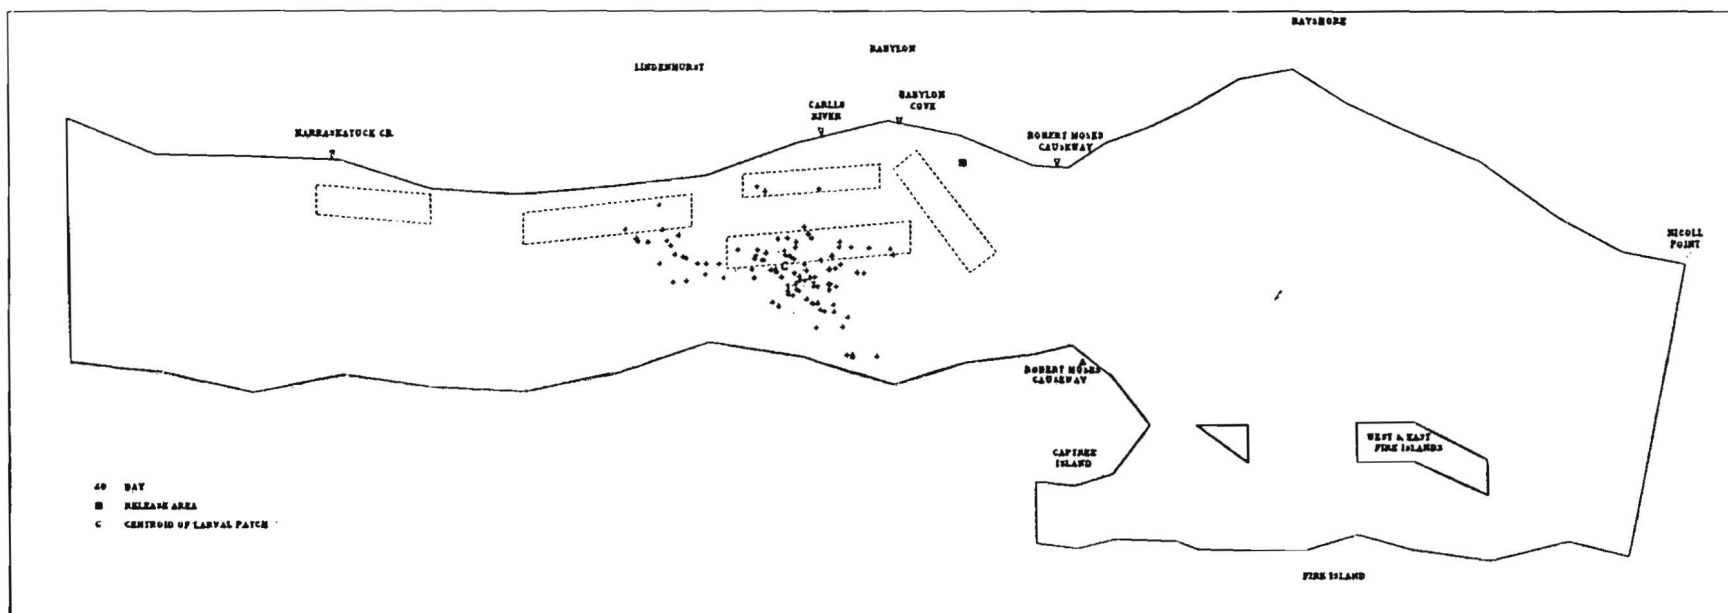 BAYSHORE
BABYLON
LINDENHURST
BABYLON
COVE
CARLLS
RIVER
NARRASKATUCK CR.
ROBERT MOSES
CAUSEWAY
NICOLL
POINT
C
ROBERT MOSES
CAUSEWAY
WEST & EAST
FIRE ISLANDS
CAPTREE
ISLAND
DAY
RELEASE AREA
C CENTROID OF LARVAL PATCH
FIRE ISLAND